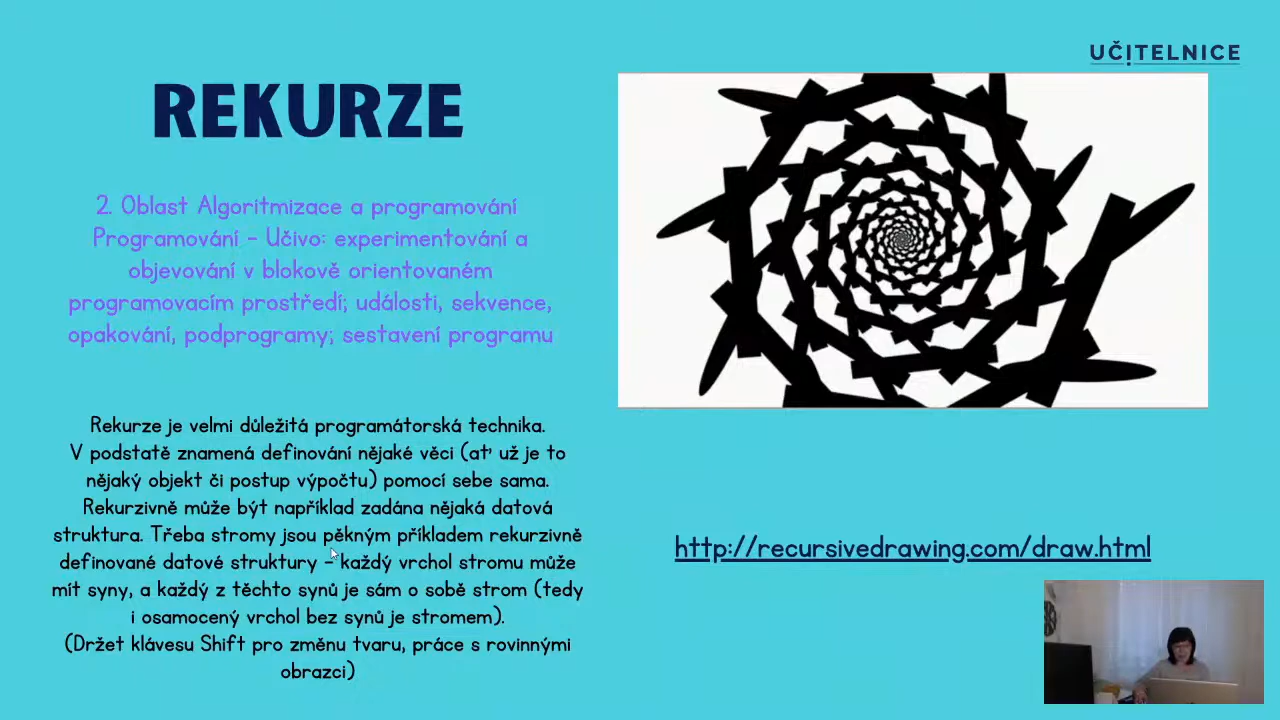 UČITELNICE
REKURZE
2. Oblast Algoritmizace a programování
Programování - Učivo: experimentování a
objevování v blokově orientovaném
programovacím prostředí; události, sekvence,
opakování, podprogramy; sestavení programu
Rekurze je velmi důležitá programátorská technika.
V podstatě znamená definování nějaké věci (ať už je to
nějaký objekt či postup výpočtu) pomocí sebe sama.
Rekurzivně může být například zadána nějaká datová
struktura. Třeba stromy jsou pěkným příkladem rekurzivně
definované datové struktury - každý vrchol stromu může
mít syny, a každý z těchto synů je sám o sobě strom (tedy
i osamocený vrchol bez synů je stromem).
(Držet klávesu Shift pro změnu tvaru, práce s rovinnými
obrazci)
http://recursivedrawing.com/draw.html